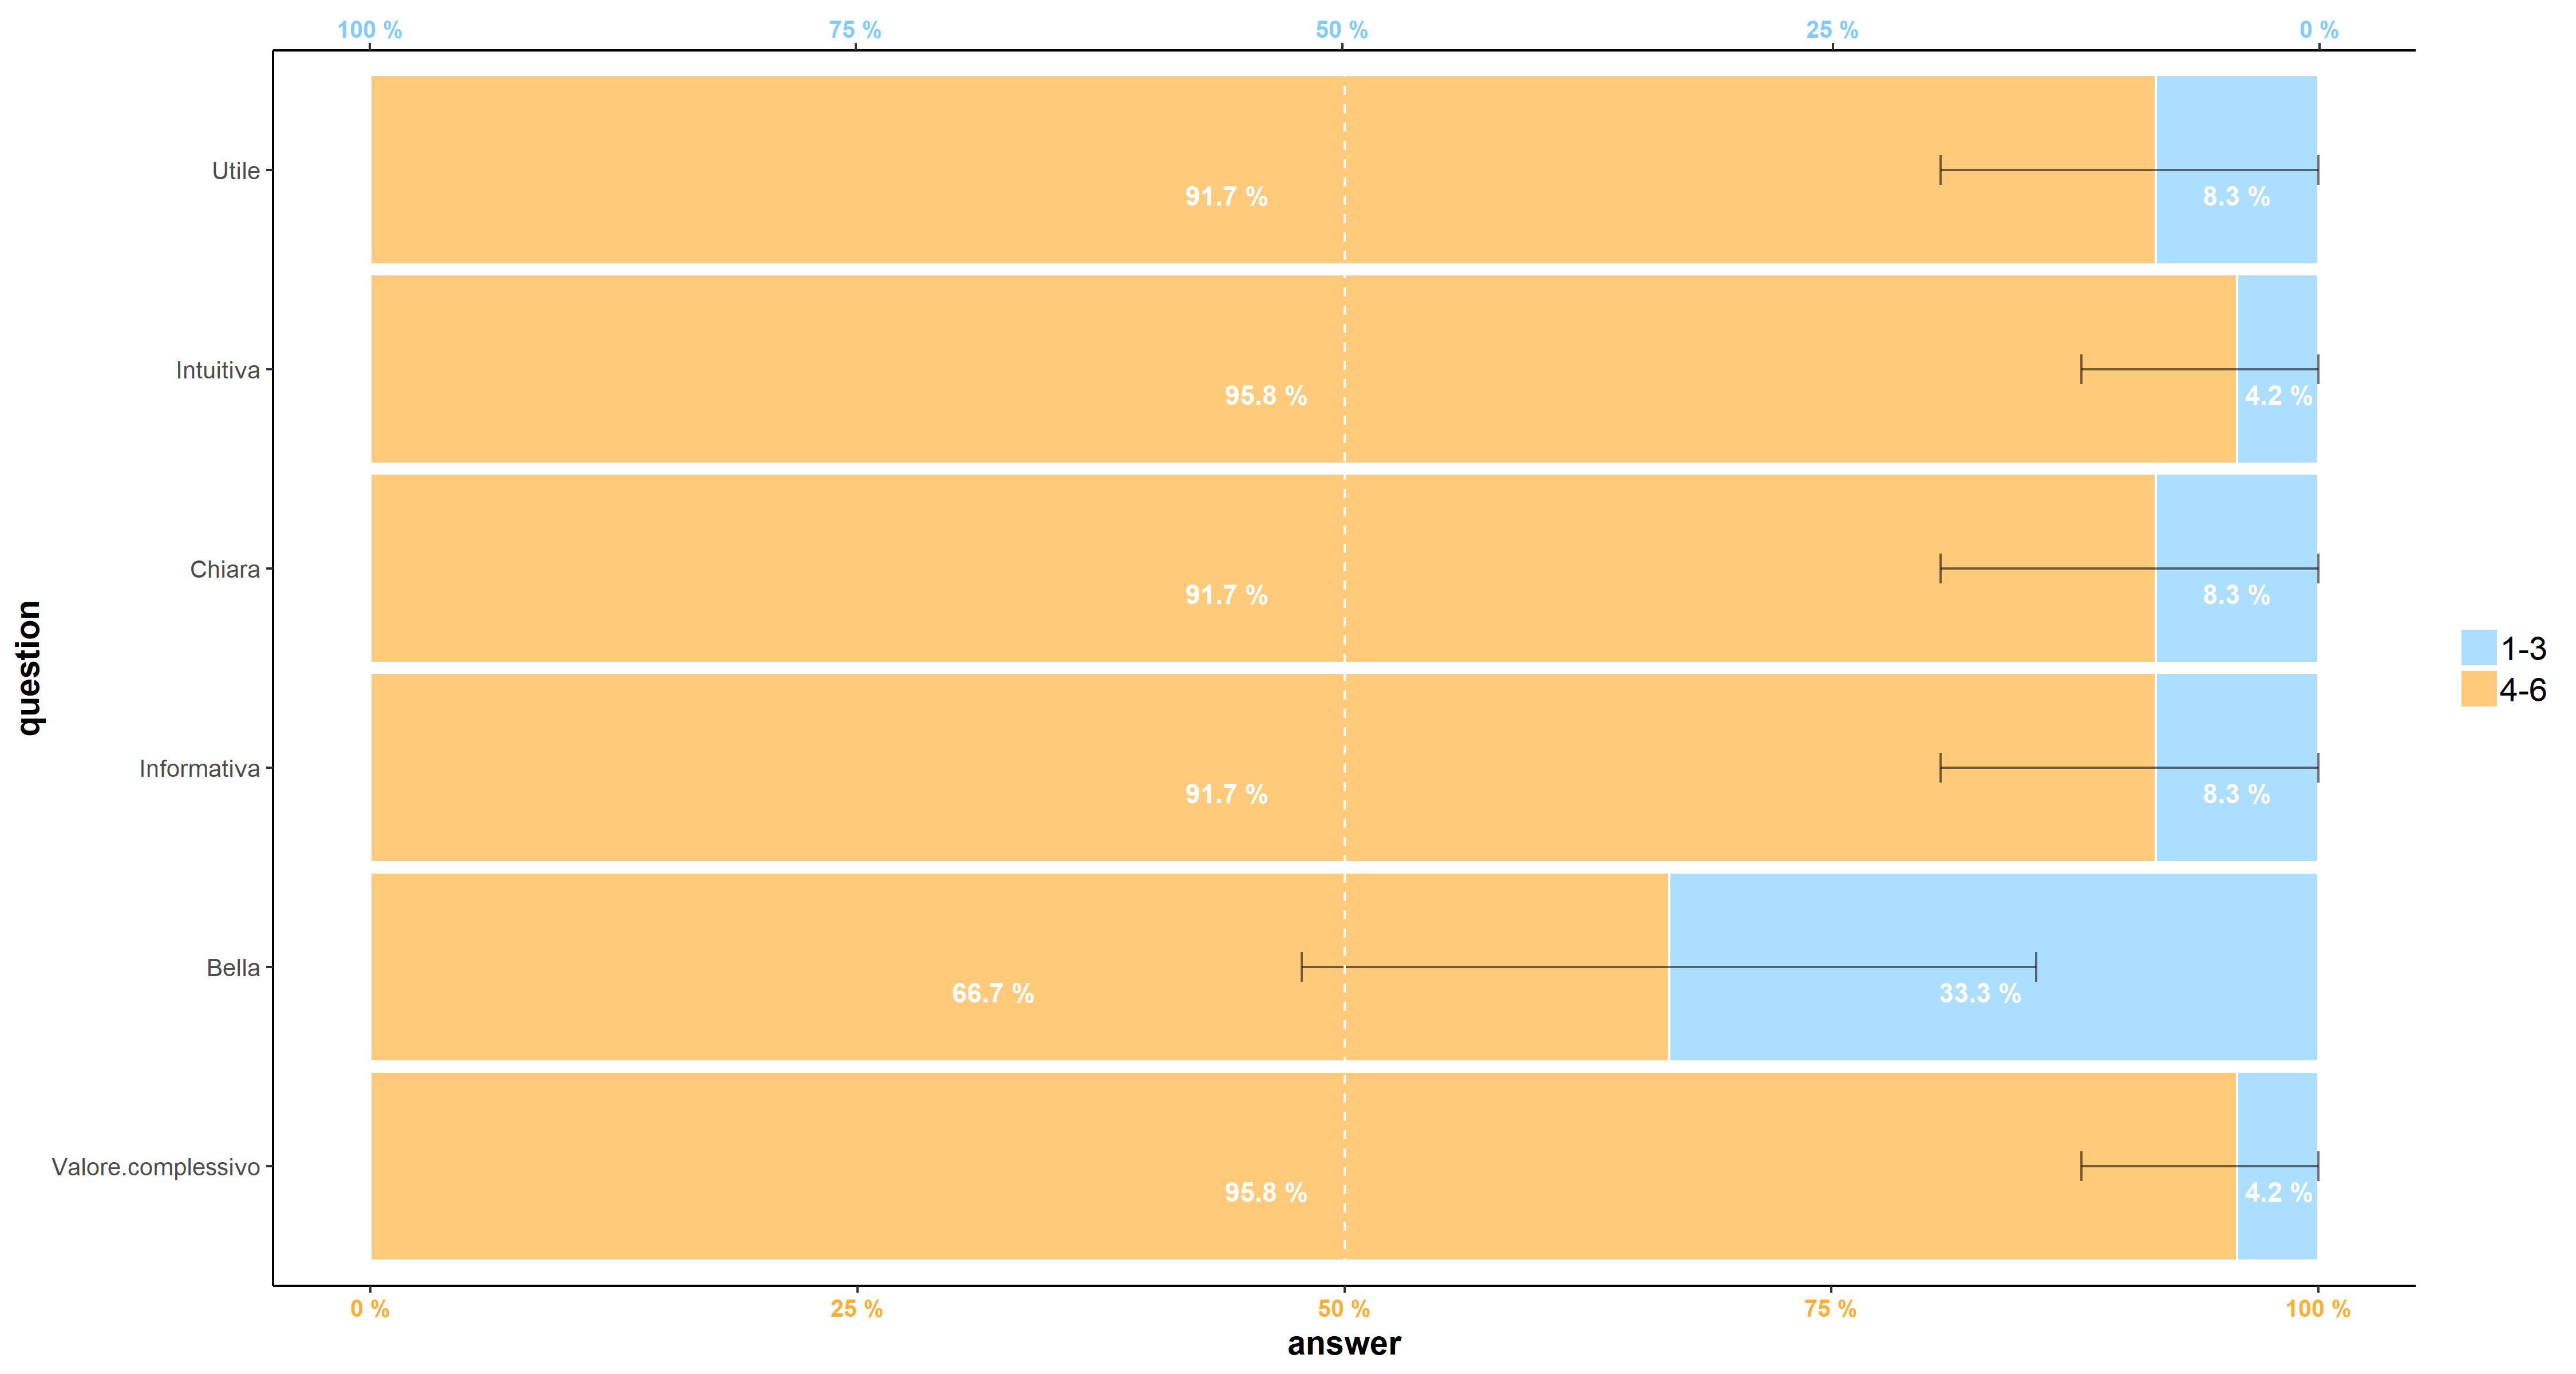 100 % 75 % 50 % 25 % 0 %
Utile
91.7 % 8.3 %
Intuitiva
95.8 % 4.2 %
Chiara
91.7 % 8.3 %
Informativa
91.7 % 8.3 %
Bella
66.7 % 33.3 %
Valore.complessivo
95.8 % 4.2 %
0 % 25 % 50 % 75 % 100 %
answer
question
1-3
4-6